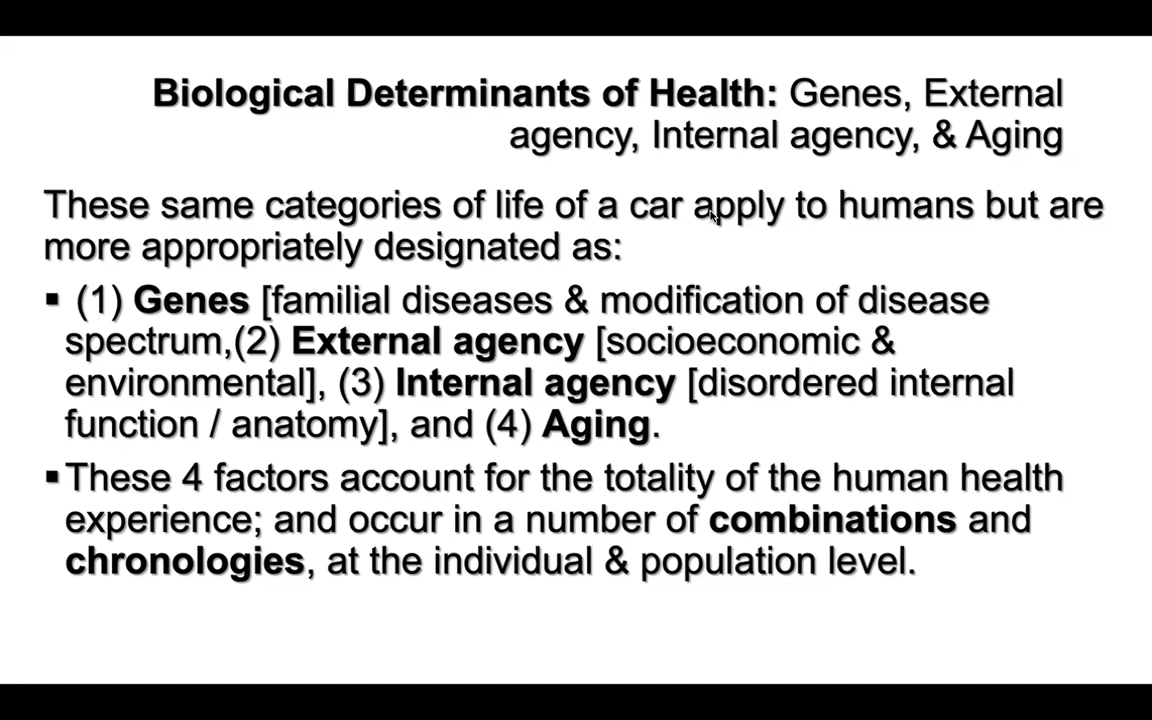 Biological Determinants of Health: Genes, External
agency, Internal agency, & Aging
These same categories of life of a car apply to humans but are
more appropriately designated as:
▪ (1) Genes [familial diseases & modification of disease
spectrum,(2) External agency [socioeconomic &
environmental], (3) Internal agency [disordered internal
function / anatomy], and (4) Aging.
▪ These 4 factors account for the totality of the human health
experience; and occur in a number of combinations and
chronologies, at the individual & population level.